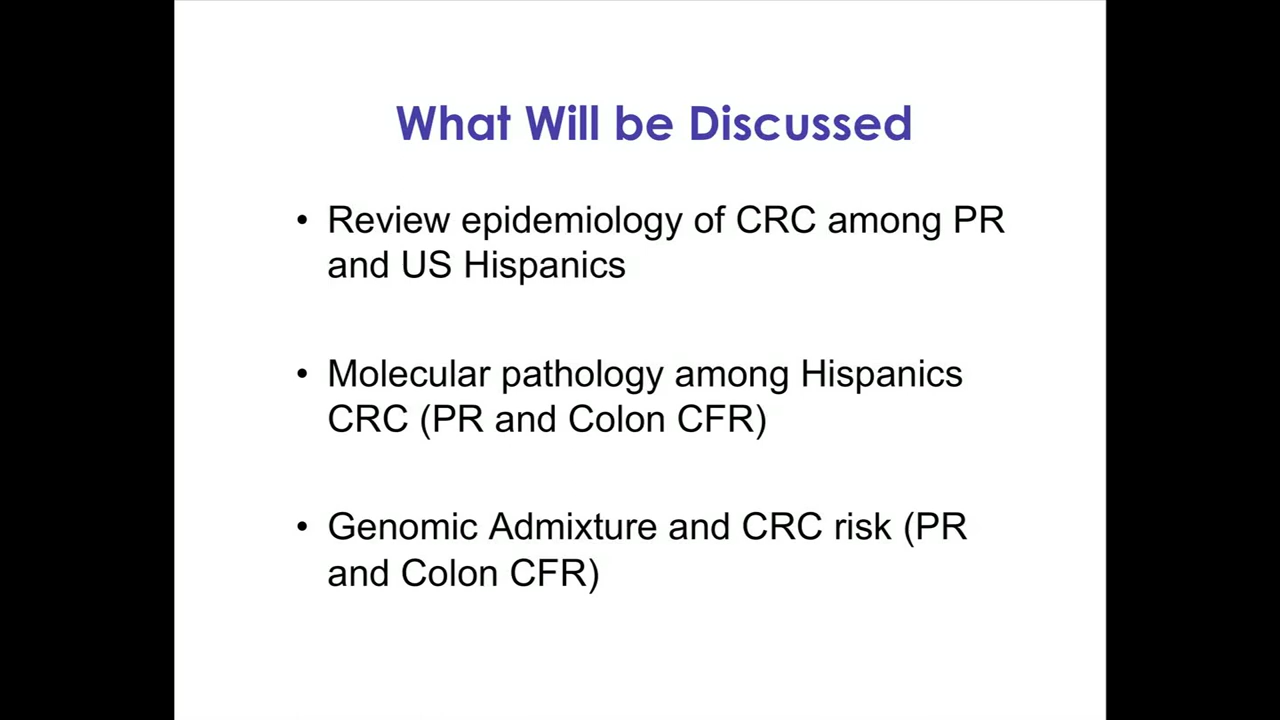 What Will be Discussed
• Review epidemiology of CRC among PR
and US Hispanics
• Molecular pathology among Hispanics
CRC (PR and Colon CFR)
• Genomic Admixture and CRC risk (PR
and Colon CFR)